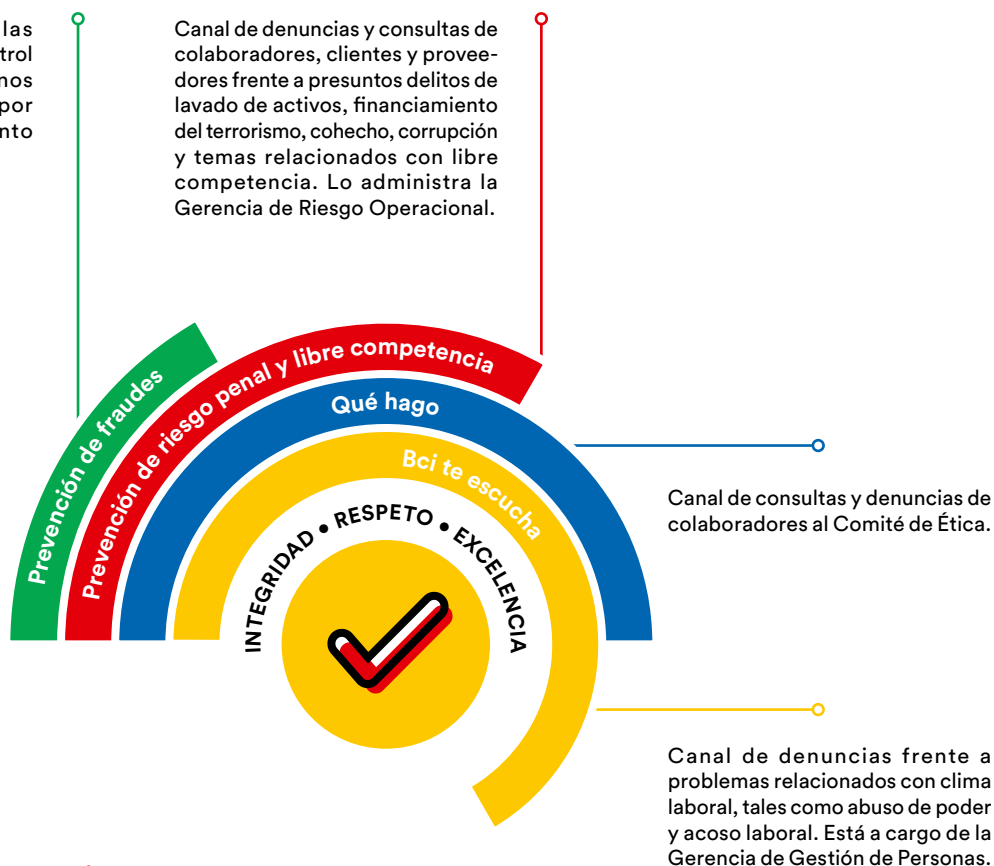 las
trol
nos
por
nto
Canal de denuncias y consultas de
colaboradores, clientes y provee-
dores frente a presuntos delitos de
lavado de activos, financiamiento
del terrorismo, cohecho, corrupción
y temas relacionados con libre
competencia. Lo administra la
Gerencia de Riesgo Operacional.
Prevención de fraudes
Prevención de riesgo penal y libre competencia
Qué hago
Bci te escucha
INTEGRIDAD • RESPETO • EXCELENCIA
Canal de consultas y denuncias de
colaboradores al Comité de Ética.
Canal de denuncias frente a
problemas relacionados con clima
laboral, tales como abuso de poder
y acoso laboral. Está a cargo de la
Gerencia de Gestión de Personas.